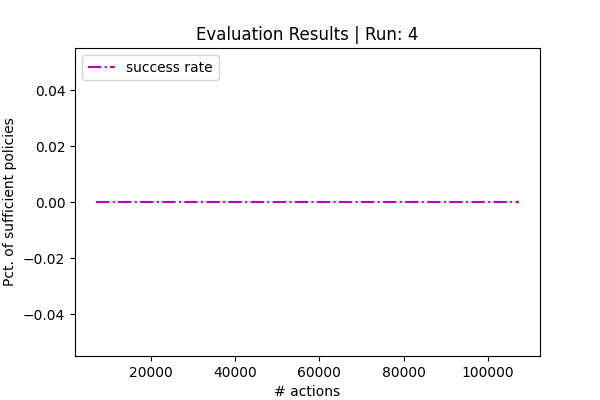 Evaluation Results | Run: 4
success rate
Pct. of sufficient policies
0.04
0.02
0.00
−0.02
−0.04
20000 40000 60000 80000 100000
# actions